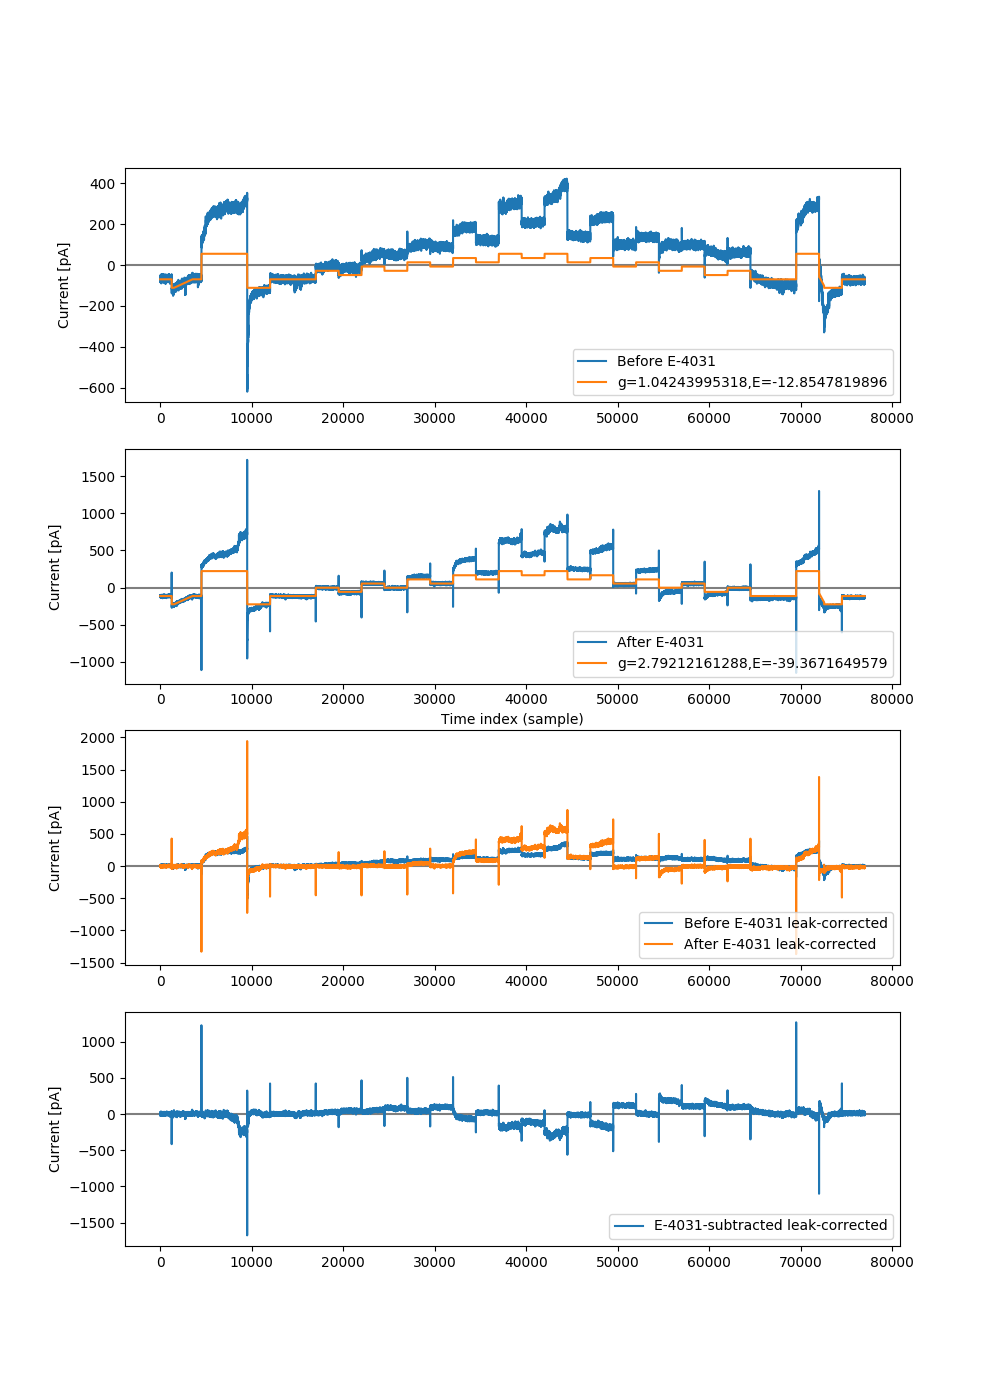 Current [pA]
400
200
0
−200
−400
−600
Before E-4031
g=1.04243995318,E=-12.8547819896
0 10000 20000 30000 40000 50000 60000 70000 80000
Current [pA]
1500
1000
500
0
−500
−1000
After E-4031
g=2.79212161288,E=-39.3671649579
0 10000 20000 30000 40000 50000 60000 70000 80000
Time index (sample)
Current [pA]
2000
1500
1000
500
0
−500
−1000
−1500
Before E-4031 leak-corrected
After E-4031 leak-corrected
0 10000 20000 30000 40000 50000 60000 70000 80000
Current [pA]
1000
500
0
−500
−1000
−1500
E-4031-subtracted leak-corrected
0 10000 20000 30000 40000 50000 60000 70000 80000